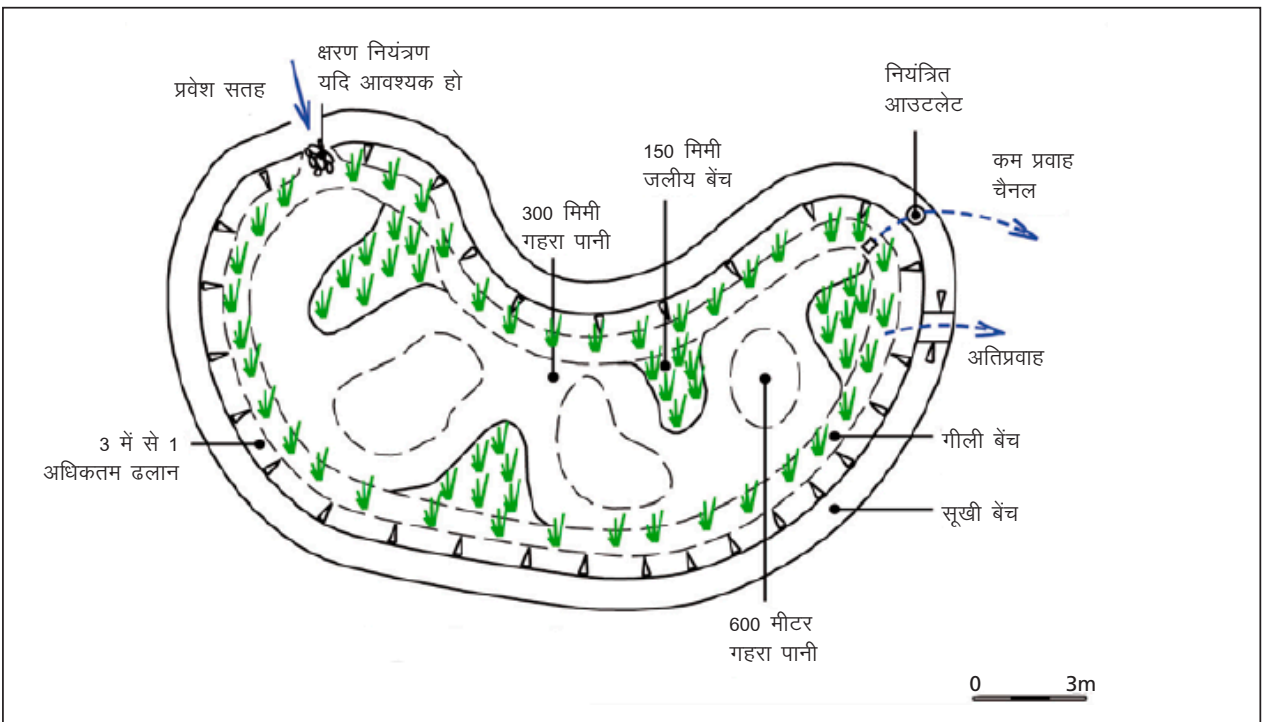 क्षरण नियंत्रण
यदि आवश्यक हो
प्रवेश सतह
नियंत्रित
आउटलेट
150 मिमी
जलीय बेंच
कम प्रवाह
चैनल
300 मिमी
गहरा पानी
अतिप्रवाह
3 में से 1
अधिकतम ढलान
गीली बेंच
सूखी बेंच
600 मीटर
गहरा पानी
0 3m